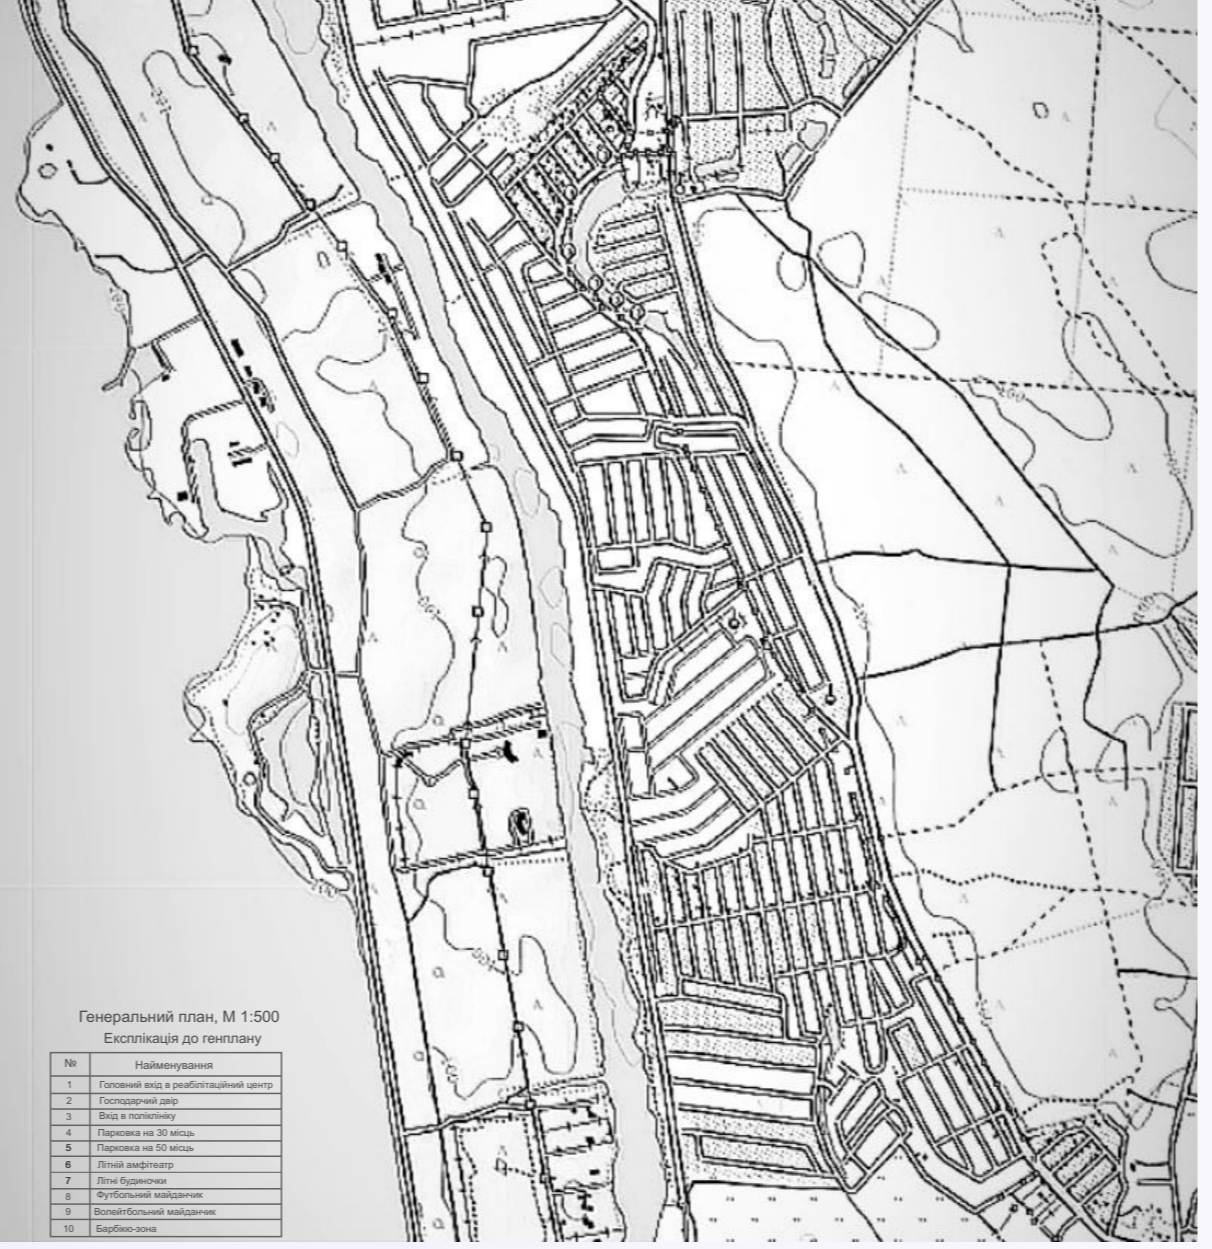 Генеральний план, М 1:500
Експлікація до генплану
№ Найменування
1 Головний вхід в реабілітаційний центр
2 Господарчий двір
3 Вхід в поліклініку
4 Парковка на 30 місць
5 Парковка на 50 місць
6 Літній амфітеатр
7 Літні будиночки
8 Футбольний майданчик
9 Волейтбольний майданчик
10 Барбікю-зона